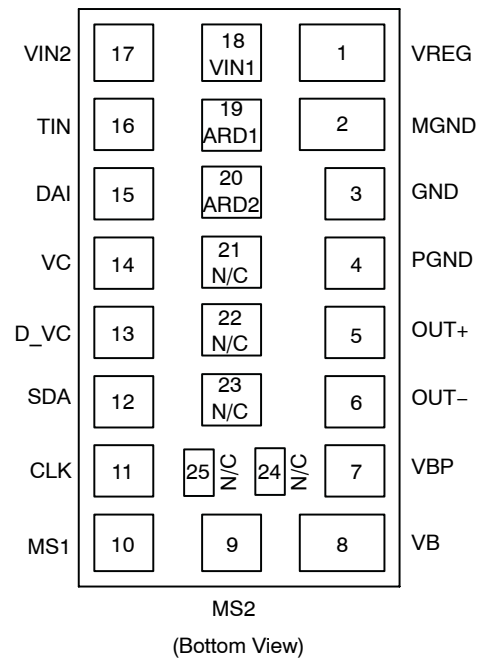 VIN2 17 18 1 VREG
VIN1
TIN 16 19 2 MGND
ARD1
DAI 15 20 3 GND
ARD2
VC 14 21 4 PGND
N/C
D_VC 13 22 5 OUT+
N/C
SDA 12 23 6 OUT−
N/C
CLK 11 25 N/C 24 N/C 7 VBP
MS1 10 9 8 VB
MS2
(Bottom View)